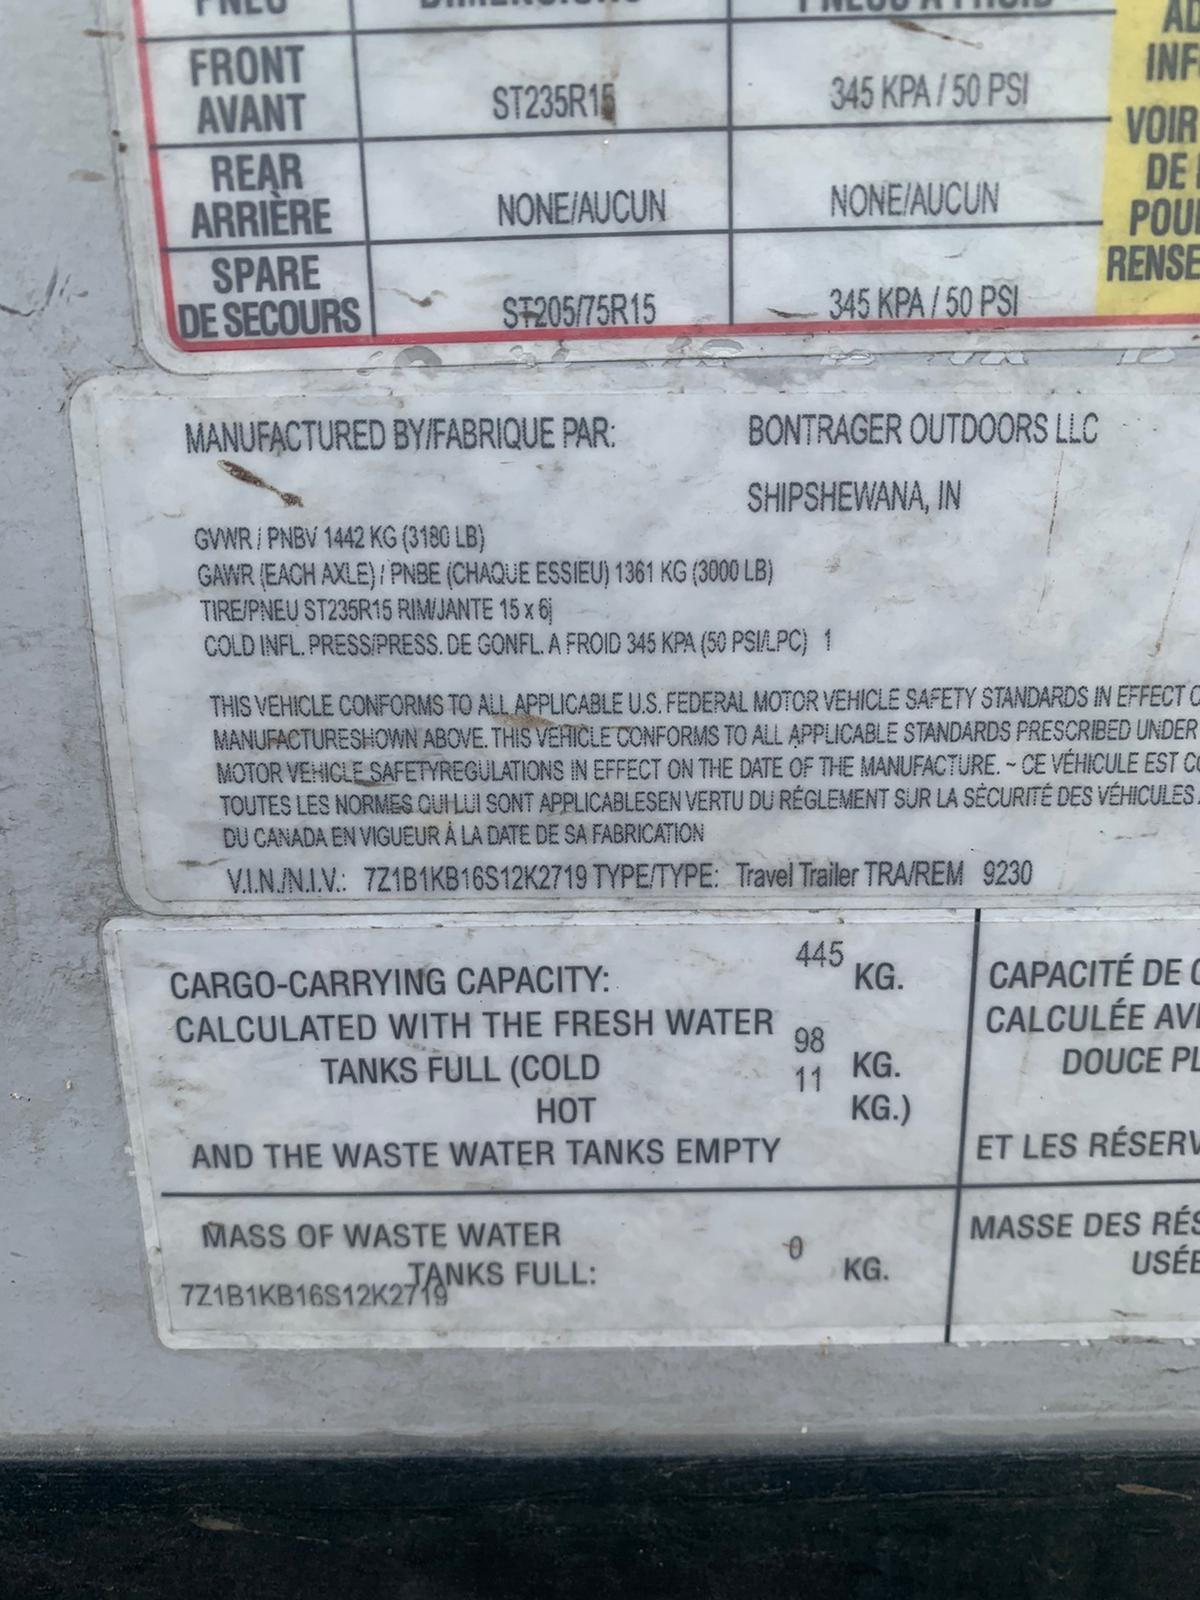 PNEU DIMENSIONS PNEUS À FROID
FRONT
AVANT ST235R15 345 KPA / 50 PSI
REAR
ARRIÈRE NONE/AUCUN NONE/AUCUN
SPARE
DE SECOURS ST205/75R15 345 KPA / 50 PSI
VOIR
DE
RENSE
MANUFACTURED BY/FABRIQUE PAR: BONTRAGER OUTDOORS LLC
SHIPSHEWANA, IN
GVWR / PNBV 1442 KG (3180 LB)
GAWR (EACH AXLE) / PNBE (CHAQUE ESSIEU) 1361 KG (3000 LB)
TIRE/PNEU ST235R15 RIM/JANTE 15 x 6j
COLD INFL. PRESS/PRESS. DE GONFL. A FROID 345 KPA (50 PSI/LPC) 1
THIS VEHICLE CONFORMS TO ALL APPLICABLE U.S. FEDERAL MOTOR VEHICLE SAFETY STANDARDS IN EFFECT
MANUFACTURESHOWN ABOVE. THIS VEHICLE CONFORMS TO ALL APPLICABLE STANDARDS PRESCRIBED UNDER
MOTOR VEHICLE SAFETYREGULATIONS IN EFFECT ON THE DATE OF THE MANUFACTURE. ~ CE VÉHICULE EST
TOUTES LES NORMES QUI LUI SONT APPLICABLESEN VERTU DU RÉGLEMENT SUR LA SÈCURITÉ DES VÉHICULES
DU CANADA EN VIGUEUR À LA DATE DE SA FABRICATION
V.I.N./N.I.V.: 7Z1B1KB16S12K2719 TYPE/TYPE: Travel Trailer TRA/REM 9230
CARGO-CARRYING CAPACITY: 445 KG. CAPACITÉ DE
CALCULATED WITH THE FRESH WATER CALCULÉE
TANKS FULL (COLD 98 KG. DOUCE
HOT 11 KG.)
AND THE WASTE WATER TANKS EMPTY ET LES RÉSERV
MASS OF WASTE WATER MASSE DES RÉS
TANKS FULL: 0 KG. USÉE
7Z1B1KB16S12K2719